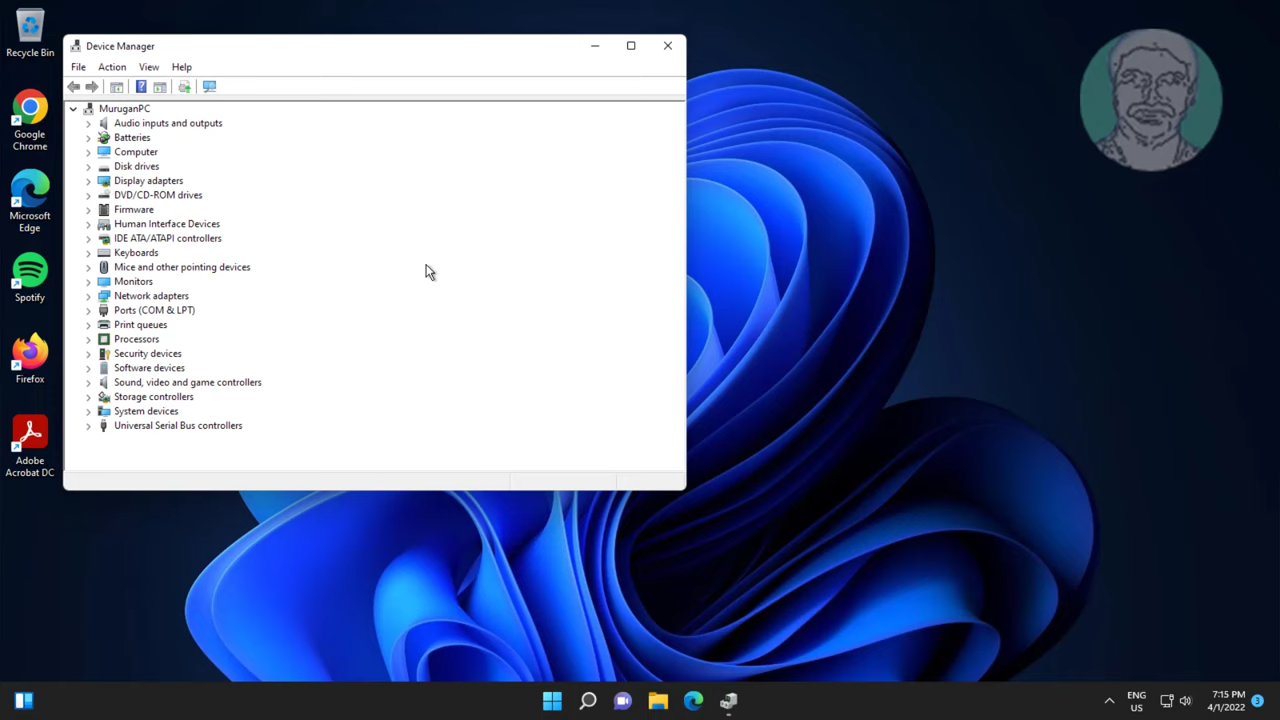 Recycle Bin
Google
Chrome
Microsoft
Edge
Spotify
Firefox
Adobe
Acrobat DC
Device Manager
File Action View Help
MuruganPC
Audio inputs and outputs
Batteries
Computer
Disk drives
Display adapters
DVD/CD-ROM drives
Firmware
Human Interface Devices
IDE ATA/ATAPI controllers
Keyboards
Mice and other pointing devices
Monitors
Network adapters
Ports (COM & LPT)
Print queues
Processors
Security devices
Software devices
Sound, video and game controllers
Storage controllers
System devices
Universal Serial Bus controllers
ENG
US
7:15 PM
4/1/2022
3